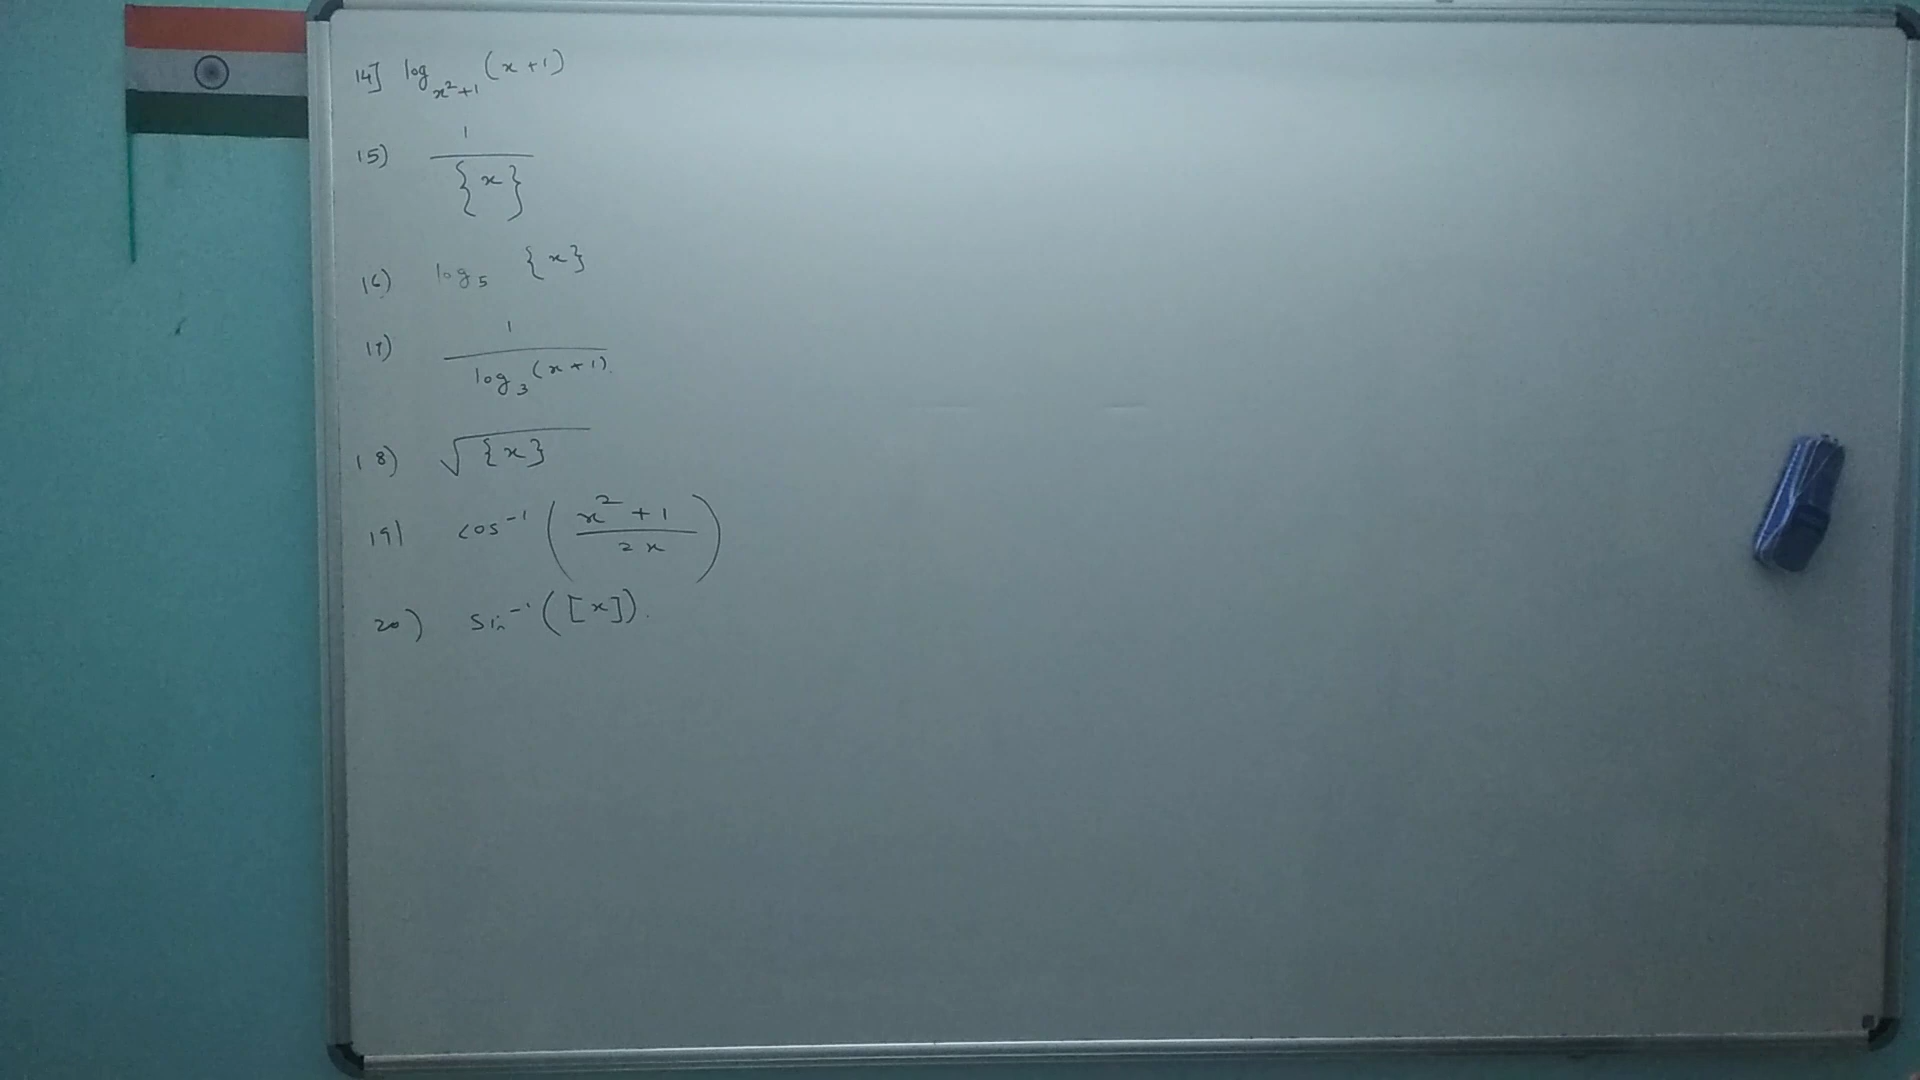 14] log_{x²+1} (x+1)
15) 1/{x}
16) log₅ {x}
17) 1/log₃(x+1).
18) √{x}
19) cos⁻¹ ((x²+1)/2x)
20) sin⁻¹([x]).